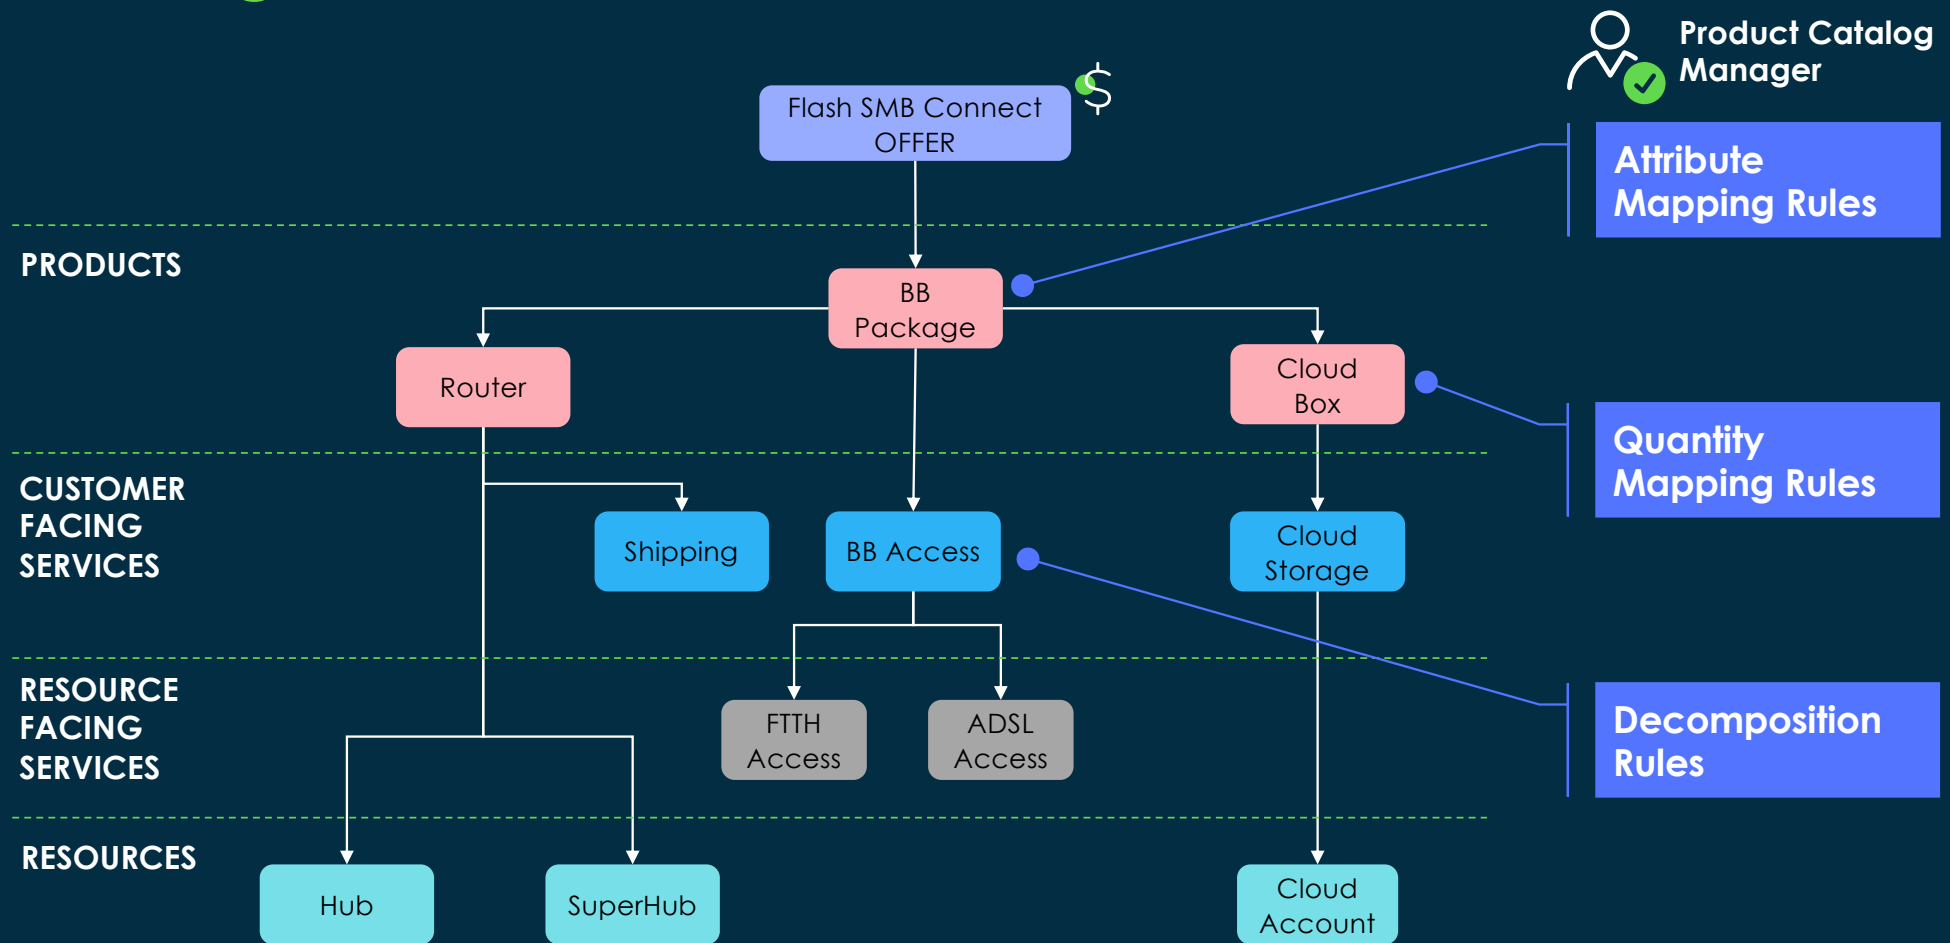 Product Catalog
Manager
Flash SMB Connect
OFFER
Attribute
Mapping Rules
PRODUCTS
BB
Package
Router
Cloud
Box
Quantity
Mapping Rules
CUSTOMER
FACING
SERVICES
Shipping
BB Access
Cloud
Storage
RESOURCE
FACING
SERVICES
FTTH
Access
ADSL
Access
Decomposition
Rules
RESOURCES
Hub
SuperHub
Cloud
Account